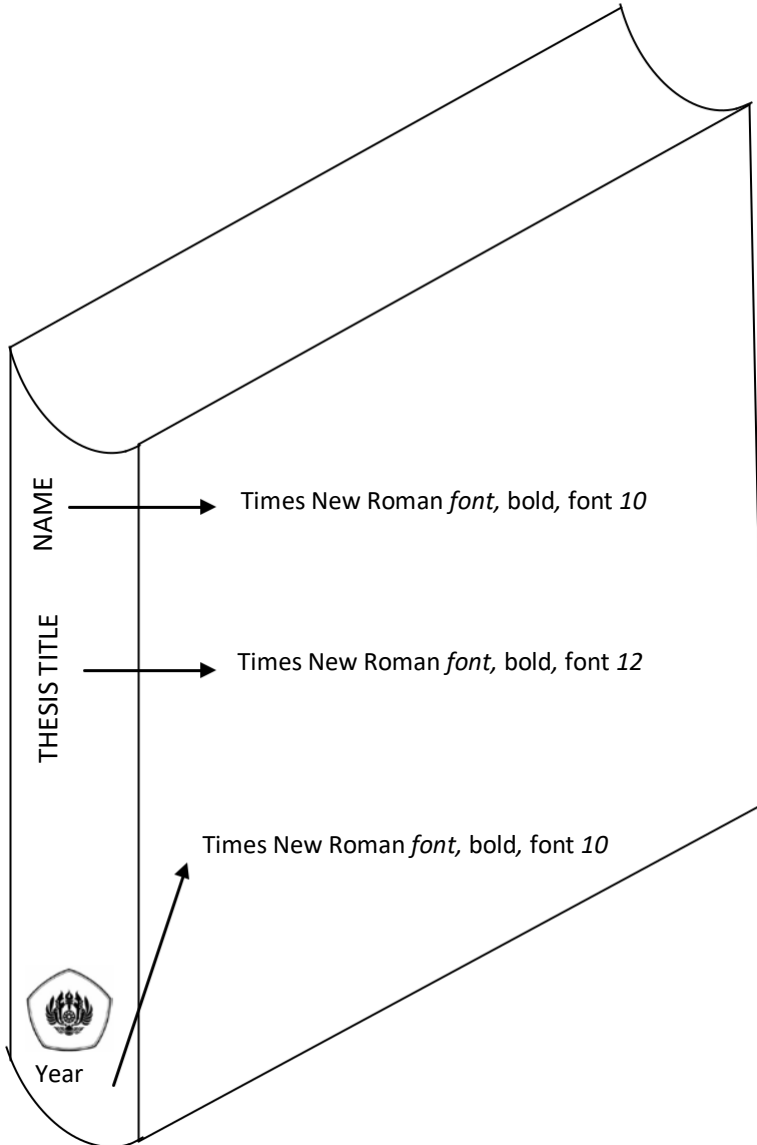 NAME
Times New Roman font, bold, font 10
THESIS TITLE
Times New Roman font, bold, font 12
Times New Roman font, bold, font 10
Year